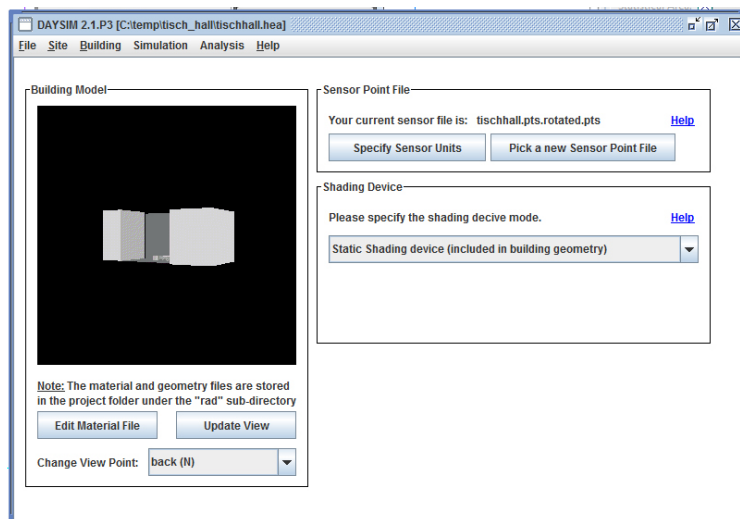 DAYSIM 2.1.P3 [C:\temp\tisch_hall\tischhall.hea]
File Site Building Simulation Analysis Help
Building Model
Note: The material and geometry files are stored
in the project folder under the "rad" sub-directory
Edit Material File
Update View
Change View Point:
back (N)
Sensor Point File
Your current sensor file is: tischhall.pts.rotated.pts
Help
Specify Sensor Units
Pick a new Sensor Point File
Shading Device
Please specify the shading decive mode.
Help
Static Shading device (included in building geometry)